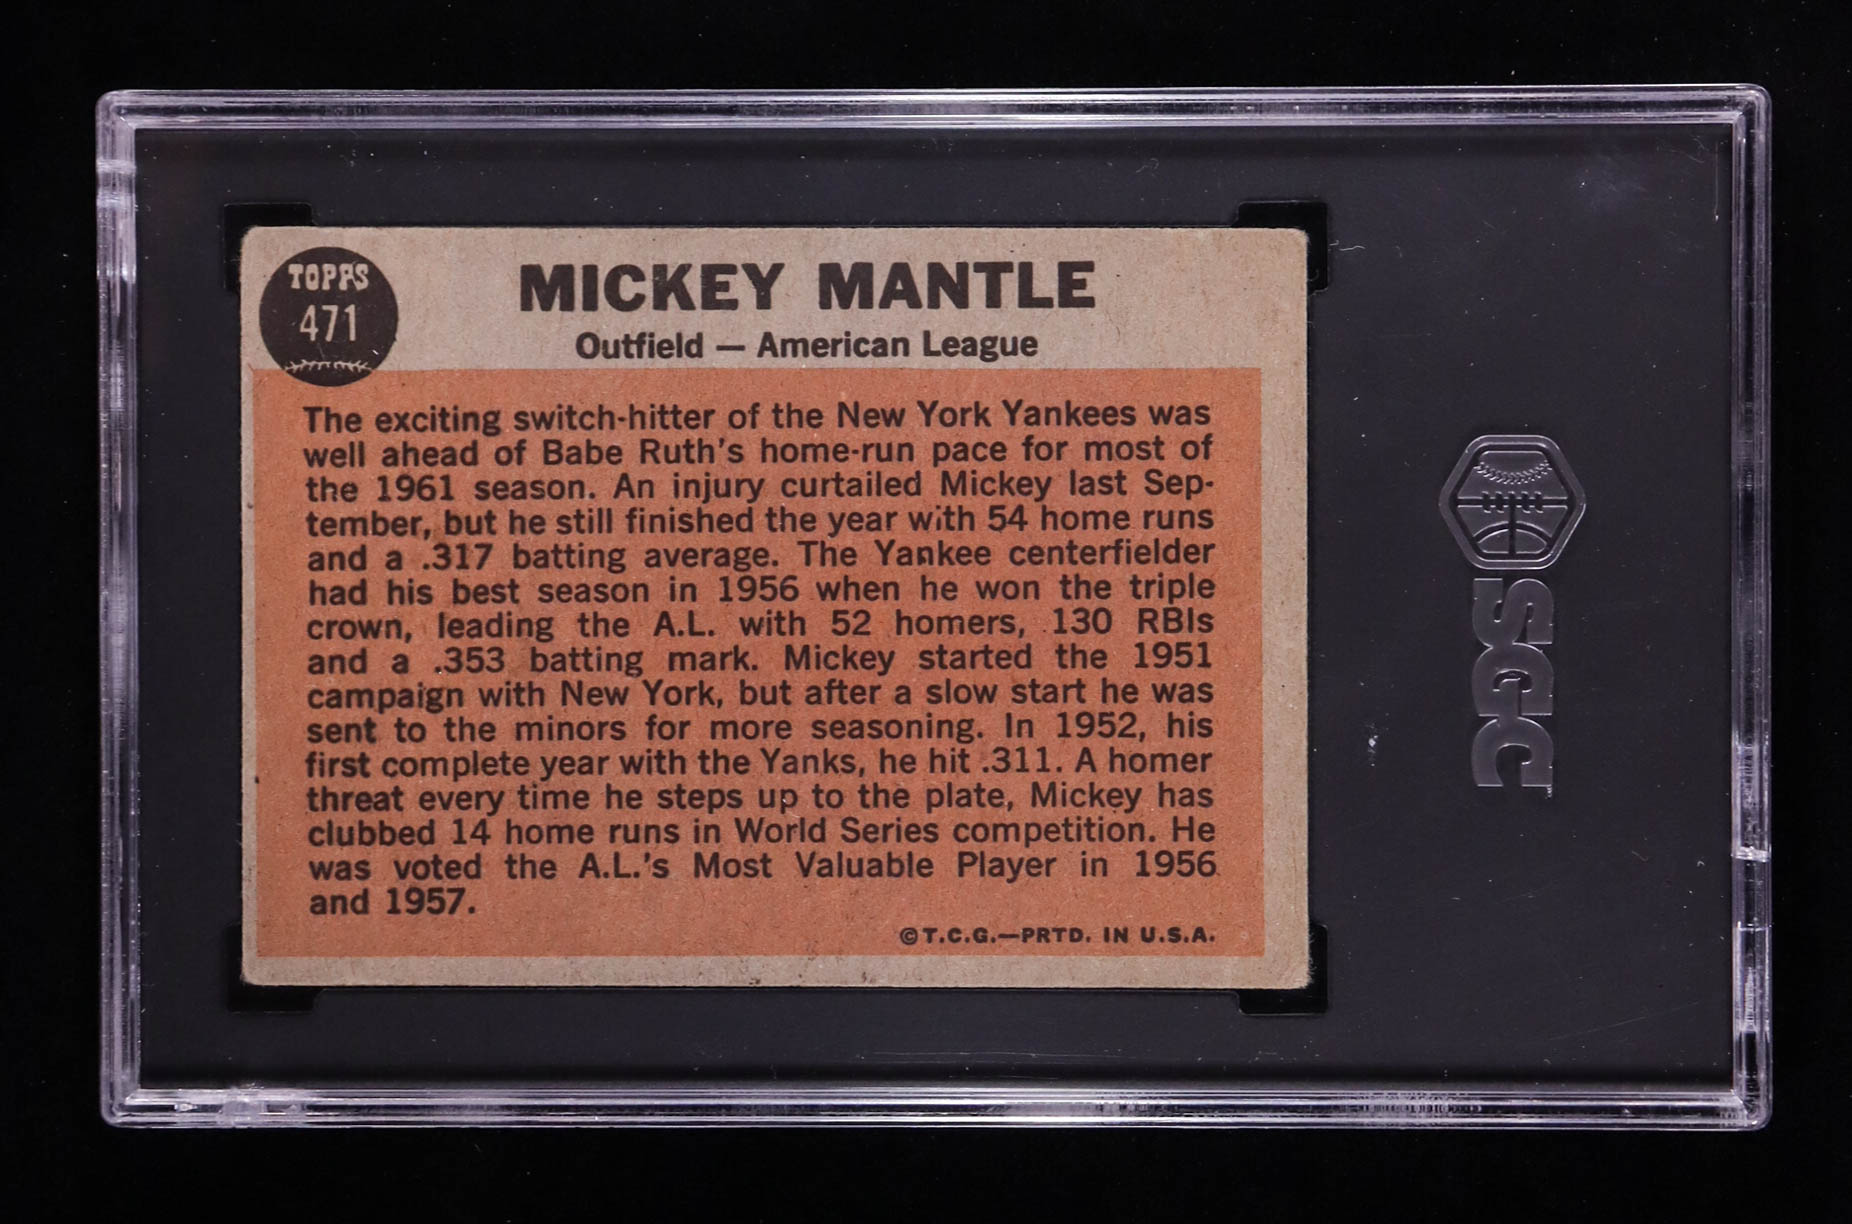 TOPPS
471
MICKEY MANTLE
Outfield — American League
The exciting switch-hitter of the New York Yankees was
well ahead of Babe Ruth's home-run pace for most of
the 1961 season. An injury curtailed Mickey last Sep-
tember, but he still finished the year with 54 home runs
and a .317 batting average. The Yankee centerfielder
had his best season in 1956 when he won the triple
crown, leading the A.L. with 52 homers, 130 RBIs
and a .353 batting mark. Mickey started the 1951
campaign with New York, but after a slow start he was
sent to the minors for more seasoning. In 1952, his
first complete year with the Yanks, he hit .311. A homer
threat every time he steps up to the plate, Mickey has
clubbed 14 home runs in World Series competition. He
was voted the A.L.'s Most Valuable Player in 1956
and 1957.
©T.C.G.—PRTD. IN U.S.A.
SGC